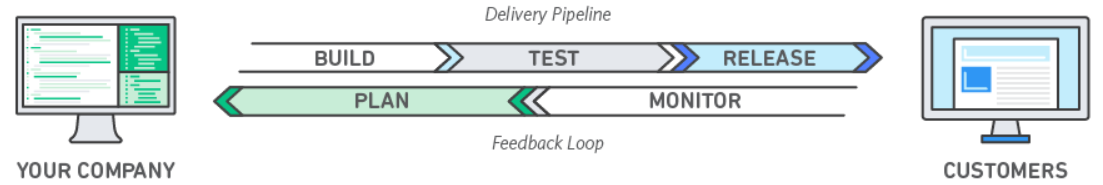 Delivery Pipeline
BUILD TEST RELEASE
PLAN MONITOR
Feedback Loop
YOUR COMPANY CUSTOMERS